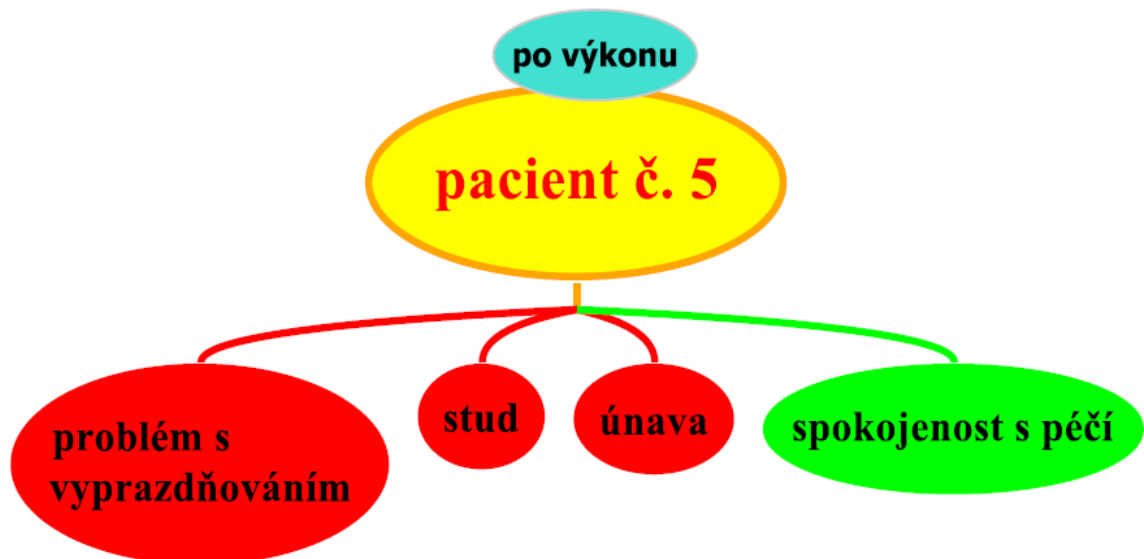 po výkonu
pacient č. 5
problém s
vyprazdňováním
stud
únava
spokojenost s péčí